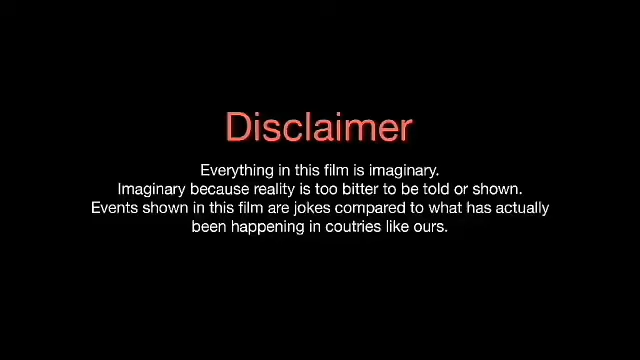 Disclaimer
Everything in this film is imaginary.
Imaginary because reality is too bitter to be told or shown.
Events shown in this film are jokes compared to what has actually
been happening in coutries like ours.